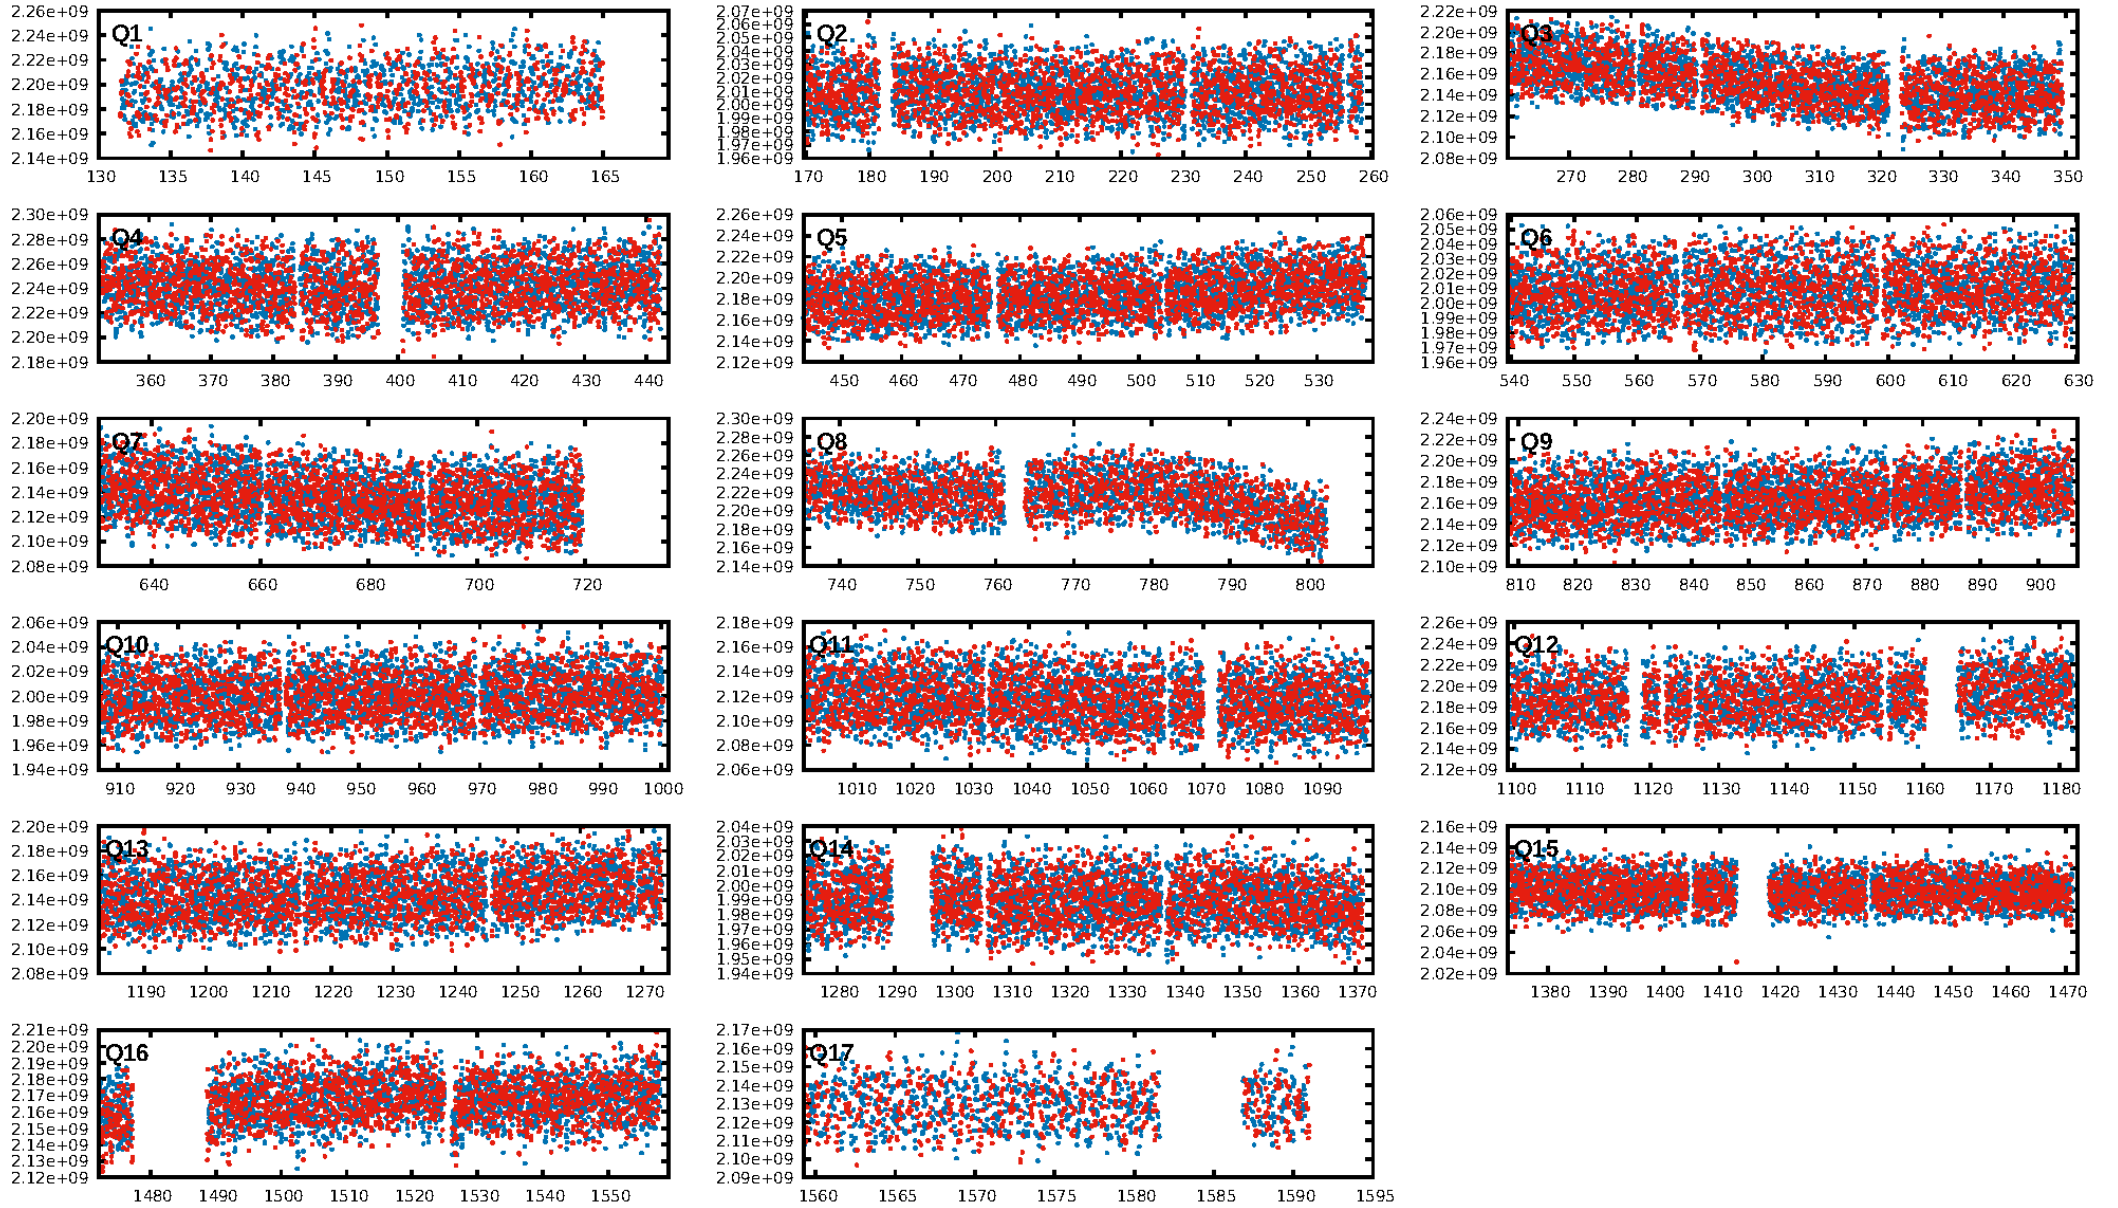 Q1
2.26e+09
2.24e+09
2.22e+09
2.20e+09
2.18e+09
2.16e+09
2.14e+09
130 135 140 145 150 155 160 165
Q2
2.07e+09
2.06e+09
2.05e+09
2.04e+09
2.03e+09
2.02e+09
2.01e+09
2.00e+09
1.99e+09
1.98e+09
1.97e+09
1.96e+09
170 180 190 200 210 220 230 240 250 260
Q3
2.22e+09
2.20e+09
2.18e+09
2.16e+09
2.14e+09
2.12e+09
2.10e+09
2.08e+09
270 280 290 300 310 320 330 340 350
Q4
2.30e+09
2.28e+09
2.26e+09
2.24e+09
2.22e+09
2.20e+09
2.18e+09
360 370 380 390 400 410 420 430 440
Q5
2.26e+09
2.24e+09
2.22e+09
2.20e+09
2.18e+09
2.16e+09
2.14e+09
2.12e+09
450 460 470 480 490 500 510 520 530
Q6
2.06e+09
2.05e+09
2.04e+09
2.03e+09
2.02e+09
2.01e+09
2.00e+09
1.99e+09
1.98e+09
1.97e+09
1.96e+09
540 550 560 570 580 590 600 610 620 630
Q7
2.20e+09
2.18e+09
2.16e+09
2.14e+09
2.12e+09
2.10e+09
2.08e+09
640 660 680 700 720
Q8
2.30e+09
2.28e+09
2.26e+09
2.24e+09
2.22e+09
2.20e+09
2.18e+09
2.16e+09
2.14e+09
740 750 760 770 780 790 800
Q9
2.24e+09
2.22e+09
2.20e+09
2.18e+09
2.16e+09
2.14e+09
2.12e+09
2.10e+09
810 820 830 840 850 860 870 880 890 900
Q10
2.06e+09
2.04e+09
2.02e+09
2.00e+09
1.98e+09
1.96e+09
1.94e+09
910 920 930 940 950 960 970 980 990 1000
Q11
2.18e+09
2.16e+09
2.14e+09
2.12e+09
2.10e+09
2.08e+09
2.06e+09
1010 1020 1030 1040 1050 1060 1070 1080 1090
Q12
2.26e+09
2.24e+09
2.22e+09
2.20e+09
2.18e+09
2.16e+09
2.14e+09
2.12e+09
1100 1110 1120 1130 1140 1150 1160 1170 1180
Q13
2.20e+09
2.18e+09
2.16e+09
2.14e+09
2.12e+09
2.10e+09
2.08e+09
1190 1200 1210 1220 1230 1240 1250 1260 1270
Q14
2.04e+09
2.03e+09
2.02e+09
2.01e+09
2.00e+09
1.99e+09
1.98e+09
1.97e+09
1.96e+09
1.95e+09
1.94e+09
1280 1290 1300 1310 1320 1330 1340 1350 1360 1370
Q15
2.16e+09
2.14e+09
2.12e+09
2.10e+09
2.08e+09
2.06e+09
2.04e+09
2.02e+09
1380 1390 1400 1410 1420 1430 1440 1450 1460 1470
Q16
2.21e+09
2.20e+09
2.19e+09
2.18e+09
2.17e+09
2.16e+09
2.15e+09
2.14e+09
2.13e+09
2.12e+09
1480 1490 1500 1510 1520 1530 1540 1550
Q17
2.17e+09
2.16e+09
2.15e+09
2.14e+09
2.13e+09
2.12e+09
2.11e+09
2.10e+09
2.09e+09
1560 1565 1570 1575 1580 1585 1590 1595